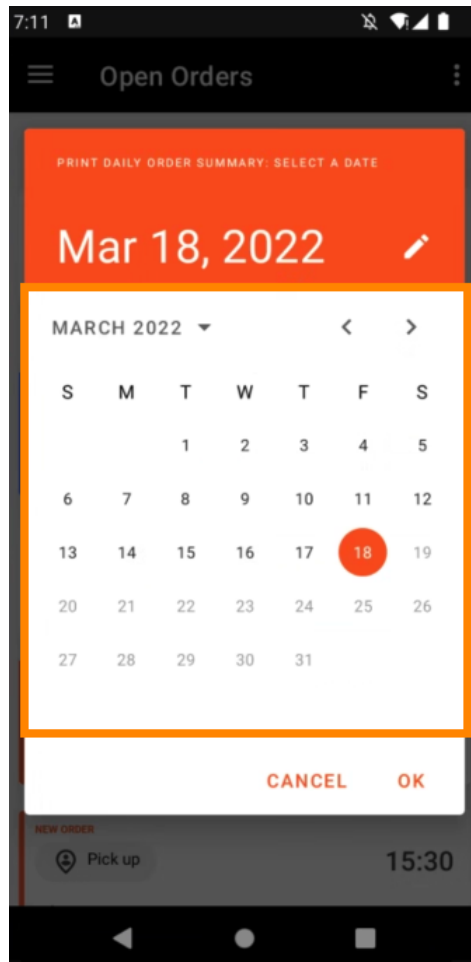 7:11
Open Orders
PRINT DAILY ORDER SUMMARY: SELECT A DATE
Mar 18, 2022
MARCH 2022
S M T W T F S
1 2 3 4 5
6 7 8 9 10 11 12
13 14 15 16 17 18 19
20 21 22 23 24 25 26
27 28 29 30 31
CANCEL OK
NEW ORDER
Pick up 15:30